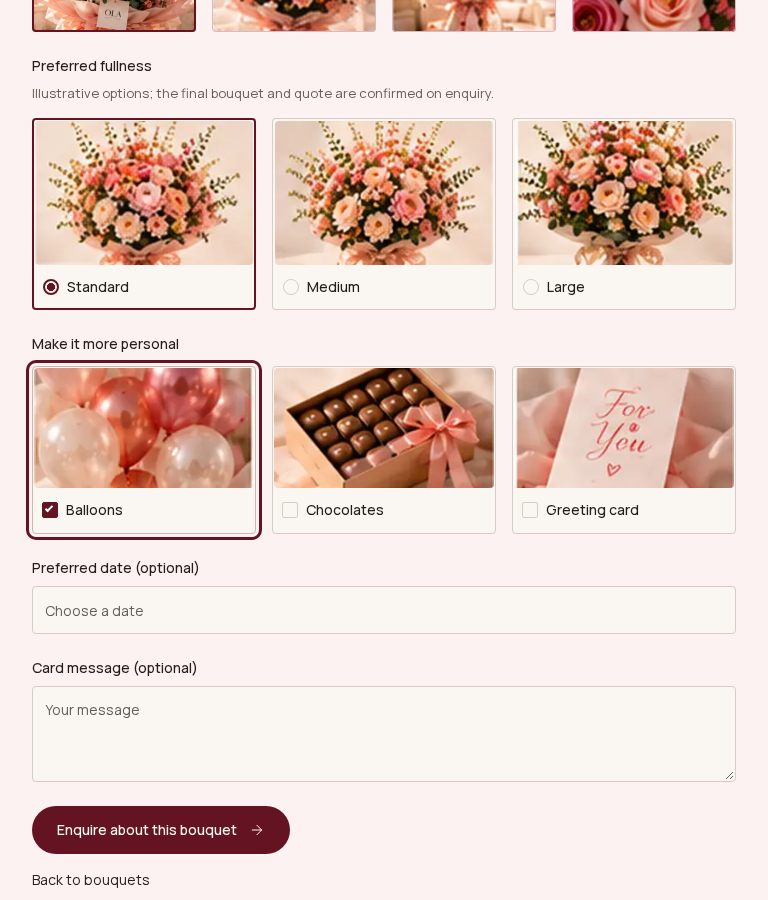 OLA
Preferred fullness
Illustrative options; the final bouquet and quote are confirmed on enquiry.
Standard
Medium
Large
Make it more personal
For
You
Balloons
Chocolates
Greeting card
Preferred date (optional)
Choose a date
Card message (optional)
Your message
Enquire about this bouquet →
Back to bouquets